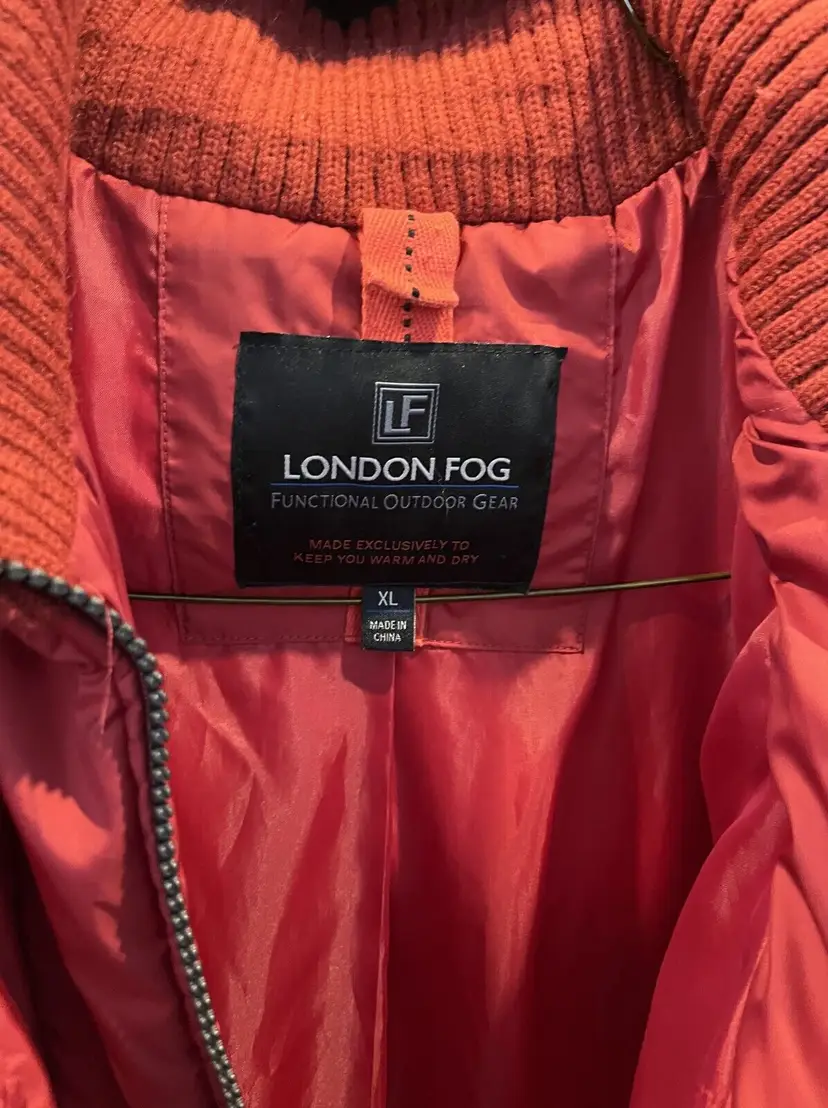 LF
LONDON FOG
FUNCTIONAL OUTDOOR GEAR
MADE EXCLUSIVELY TO
KEEP YOU WARM AND DRY
XL
MADE IN
CHINA